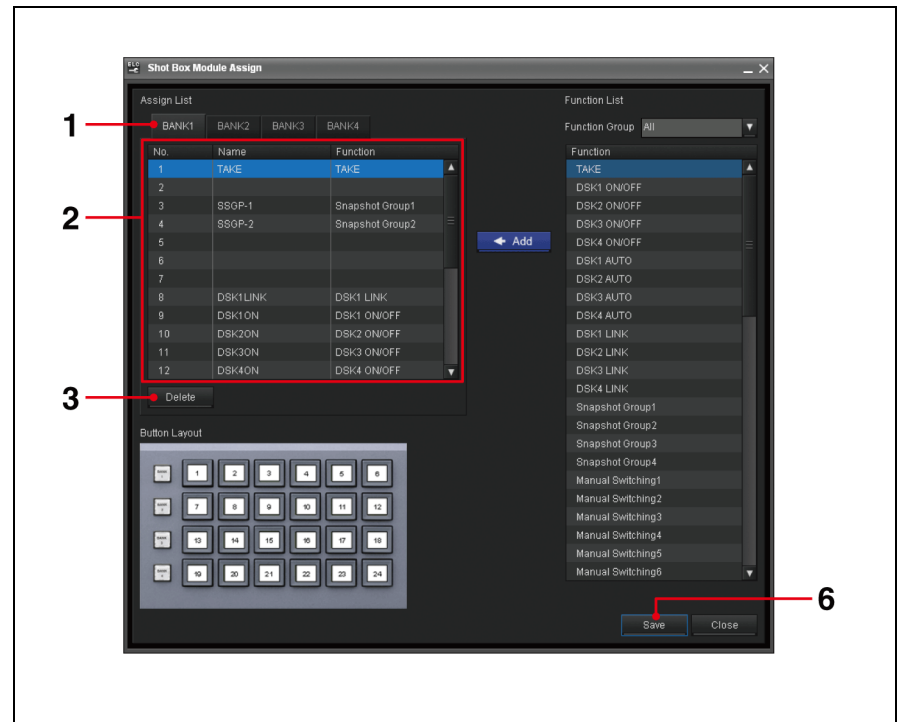 ELC
Shot Box Module Assign
Assign List
BANK1 BANK2 BANK3 BANK4
No. Name Function
1 TAKE TAKE
2
3 SSGP-1 Snapshot Group1
4 SSGP-2 Snapshot Group2
5
6
7
8 DSK1LINK DSK1 LINK
9 DSK1ON DSK1 ON/OFF
10 DSK2ON DSK2 ON/OFF
11 DSK3ON DSK3 ON/OFF
12 DSK4ON DSK4 ON/OFF
Delete
Button Layout
1 2 3 4 5 6
7 8 9 10 11 12
13 14 15 16 17 18
19 20 21 22 23 24
Add
Function List
Function Group All
Function
TAKE
DSK1 ON/OFF
DSK2 ON/OFF
DSK3 ON/OFF
DSK4 ON/OFF
DSK1 AUTO
DSK2 AUTO
DSK3 AUTO
DSK4 AUTO
DSK1 LINK
DSK2 LINK
DSK3 LINK
DSK4 LINK
Snapshot Group1
Snapshot Group2
Snapshot Group3
Snapshot Group4
Manual Switching1
Manual Switching2
Manual Switching3
Manual Switching4
Manual Switching5
Manual Switching6
Save Close
1
2
3
6